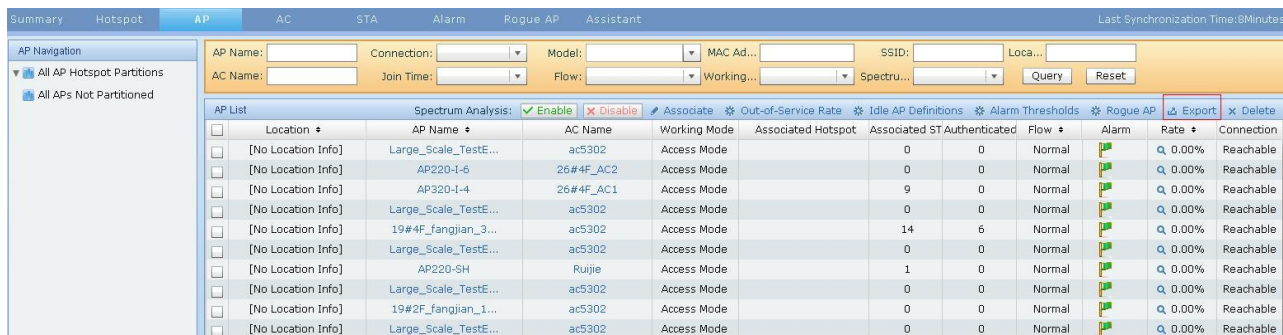 Summary Hotspot AP AC STA Alarm Rogue AP Assistant Last Synchronization Time:8Minutes
AP Navigation
All AP Hotspot Partitions
All APs Not Partitioned
AP Name: Connection: Model: MAC Ad... SSID: Loca...
AC Name: Join Time: Flow: Working... Spectru... Query Reset
AP List Spectrum Analysis: Enable Disable Associate Out-of-Service Rate Idle AP Definitions Alarm Thresholds Rogue AP Export Delete
Location AP Name AC Name Working Mode Associated Hotspot Associated ST Authenticated Flow Alarm Rate Connection
[No Location Info] Large_Scale_TestE... ac5302 Access Mode 0 0 Normal 0.00% Reachable
[No Location Info] AP220-I-6 26#4F_AC2 Access Mode 0 0 Normal 0.00% Reachable
[No Location Info] AP320-I-4 26#4F_AC1 Access Mode 9 0 Normal 0.00% Reachable
[No Location Info] Large_Scale_TestE... ac5302 Access Mode 0 0 Normal 0.00% Reachable
[No Location Info] 19#4F_fangjian_3... ac5302 Access Mode 14 6 Normal 0.00% Reachable
[No Location Info] Large_Scale_TestE... ac5302 Access Mode 0 0 Normal 0.00% Reachable
[No Location Info] AP220-SH Ruijie Access Mode 1 0 Normal 0.00% Reachable
[No Location Info] Large_Scale_TestE... ac5302 Access Mode 0 0 Normal 0.00% Reachable
[No Location Info] 19#2F_fangjian_1... ac5302 Access Mode 0 0 Normal 0.00% Reachable
[No Location Info] Large_Scale_TestE... ac5302 Access Mode 0 0 Normal 0.00% Reachable